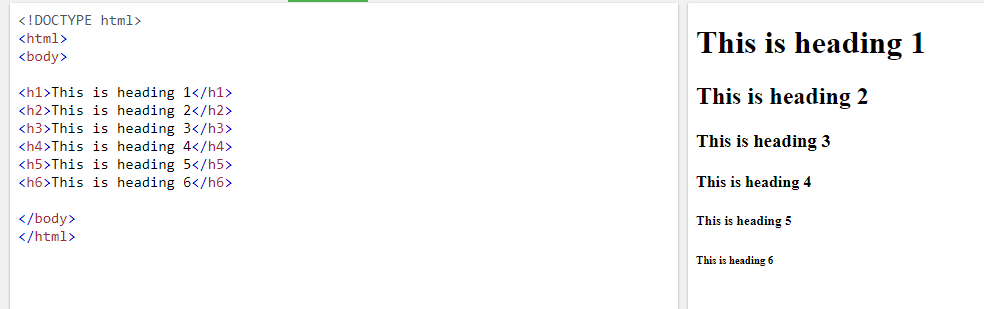 <!DOCTYPE html>
<html>
<body>
<h1>This is heading 1</h1>
<h2>This is heading 2</h2>
<h3>This is heading 3</h3>
<h4>This is heading 4</h4>
<h5>This is heading 5</h5>
<h6>This is heading 6</h6>
</body>
</html>
This is heading 1
This is heading 2
This is heading 3
This is heading 4
This is heading 5
This is heading 6